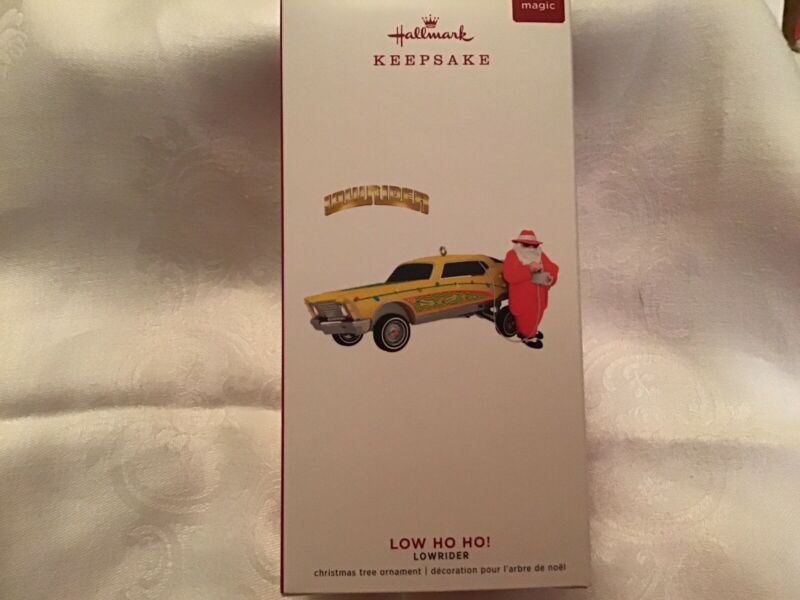 magic
Hallmark
KEEPSAKE
LOWRIDER
LOW HO HO!
LOWRIDER
christmas tree ornament | décoration pour l'arbre de noël